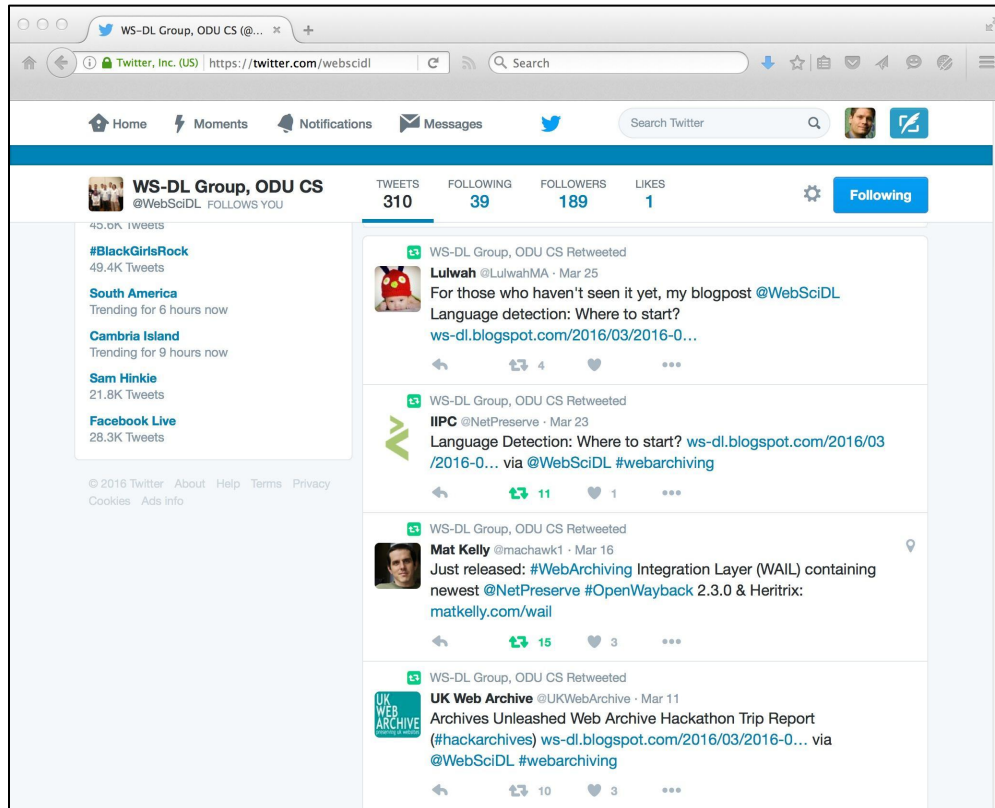 WS-DL Group, ODU CS (@...
Twitter, Inc. (US) https://twitter.com/webscidl
Search
Home Moments Notifications Messages Search Twitter
WS-DL Group, ODU CS
@WebSciDL FOLLOWS YOU
TWEETS FOLLOWING FOLLOWERS LIKES
310 39 189 1
Following
45.6K Tweets
#BlackGirlsRock
49.4K Tweets
South America
Trending for 6 hours now
Cambria Island
Trending for 9 hours now
Sam Hinkie
21.8K Tweets
Facebook Live
28.3K Tweets
© 2016 Twitter About Help Terms Privacy
Cookies Ads info
WS-DL Group, ODU CS Retweeted
Lulwah @LulwahMA · Mar 25
For those who haven't seen it yet, my blogpost @WebSciDL
Language detection: Where to start?
ws-dl.blogspot.com/2016/03/2016-0…
4
WS-DL Group, ODU CS Retweeted
IIPC @NetPreserve · Mar 23
Language Detection: Where to start? ws-dl.blogspot.com/2016/03
/2016-0… via @WebSciDL #webarchiving
11 1
WS-DL Group, ODU CS Retweeted
Mat Kelly @machawk1 · Mar 16
Just released: #WebArchiving Integration Layer (WAIL) containing
newest @NetPreserve #OpenWayback 2.3.0 & Heritrix:
matkelly.com/wail
15 3
WS-DL Group, ODU CS Retweeted
UK
WEB
ARCHIVE
preserving uk websites
UK Web Archive @UKWebArchive · Mar 11
Archives Unleashed Web Archive Hackathon Trip Report
(#hackarchives) ws-dl.blogspot.com/2016/03/2016-0… via
@WebSciDL #webarchiving
10 3